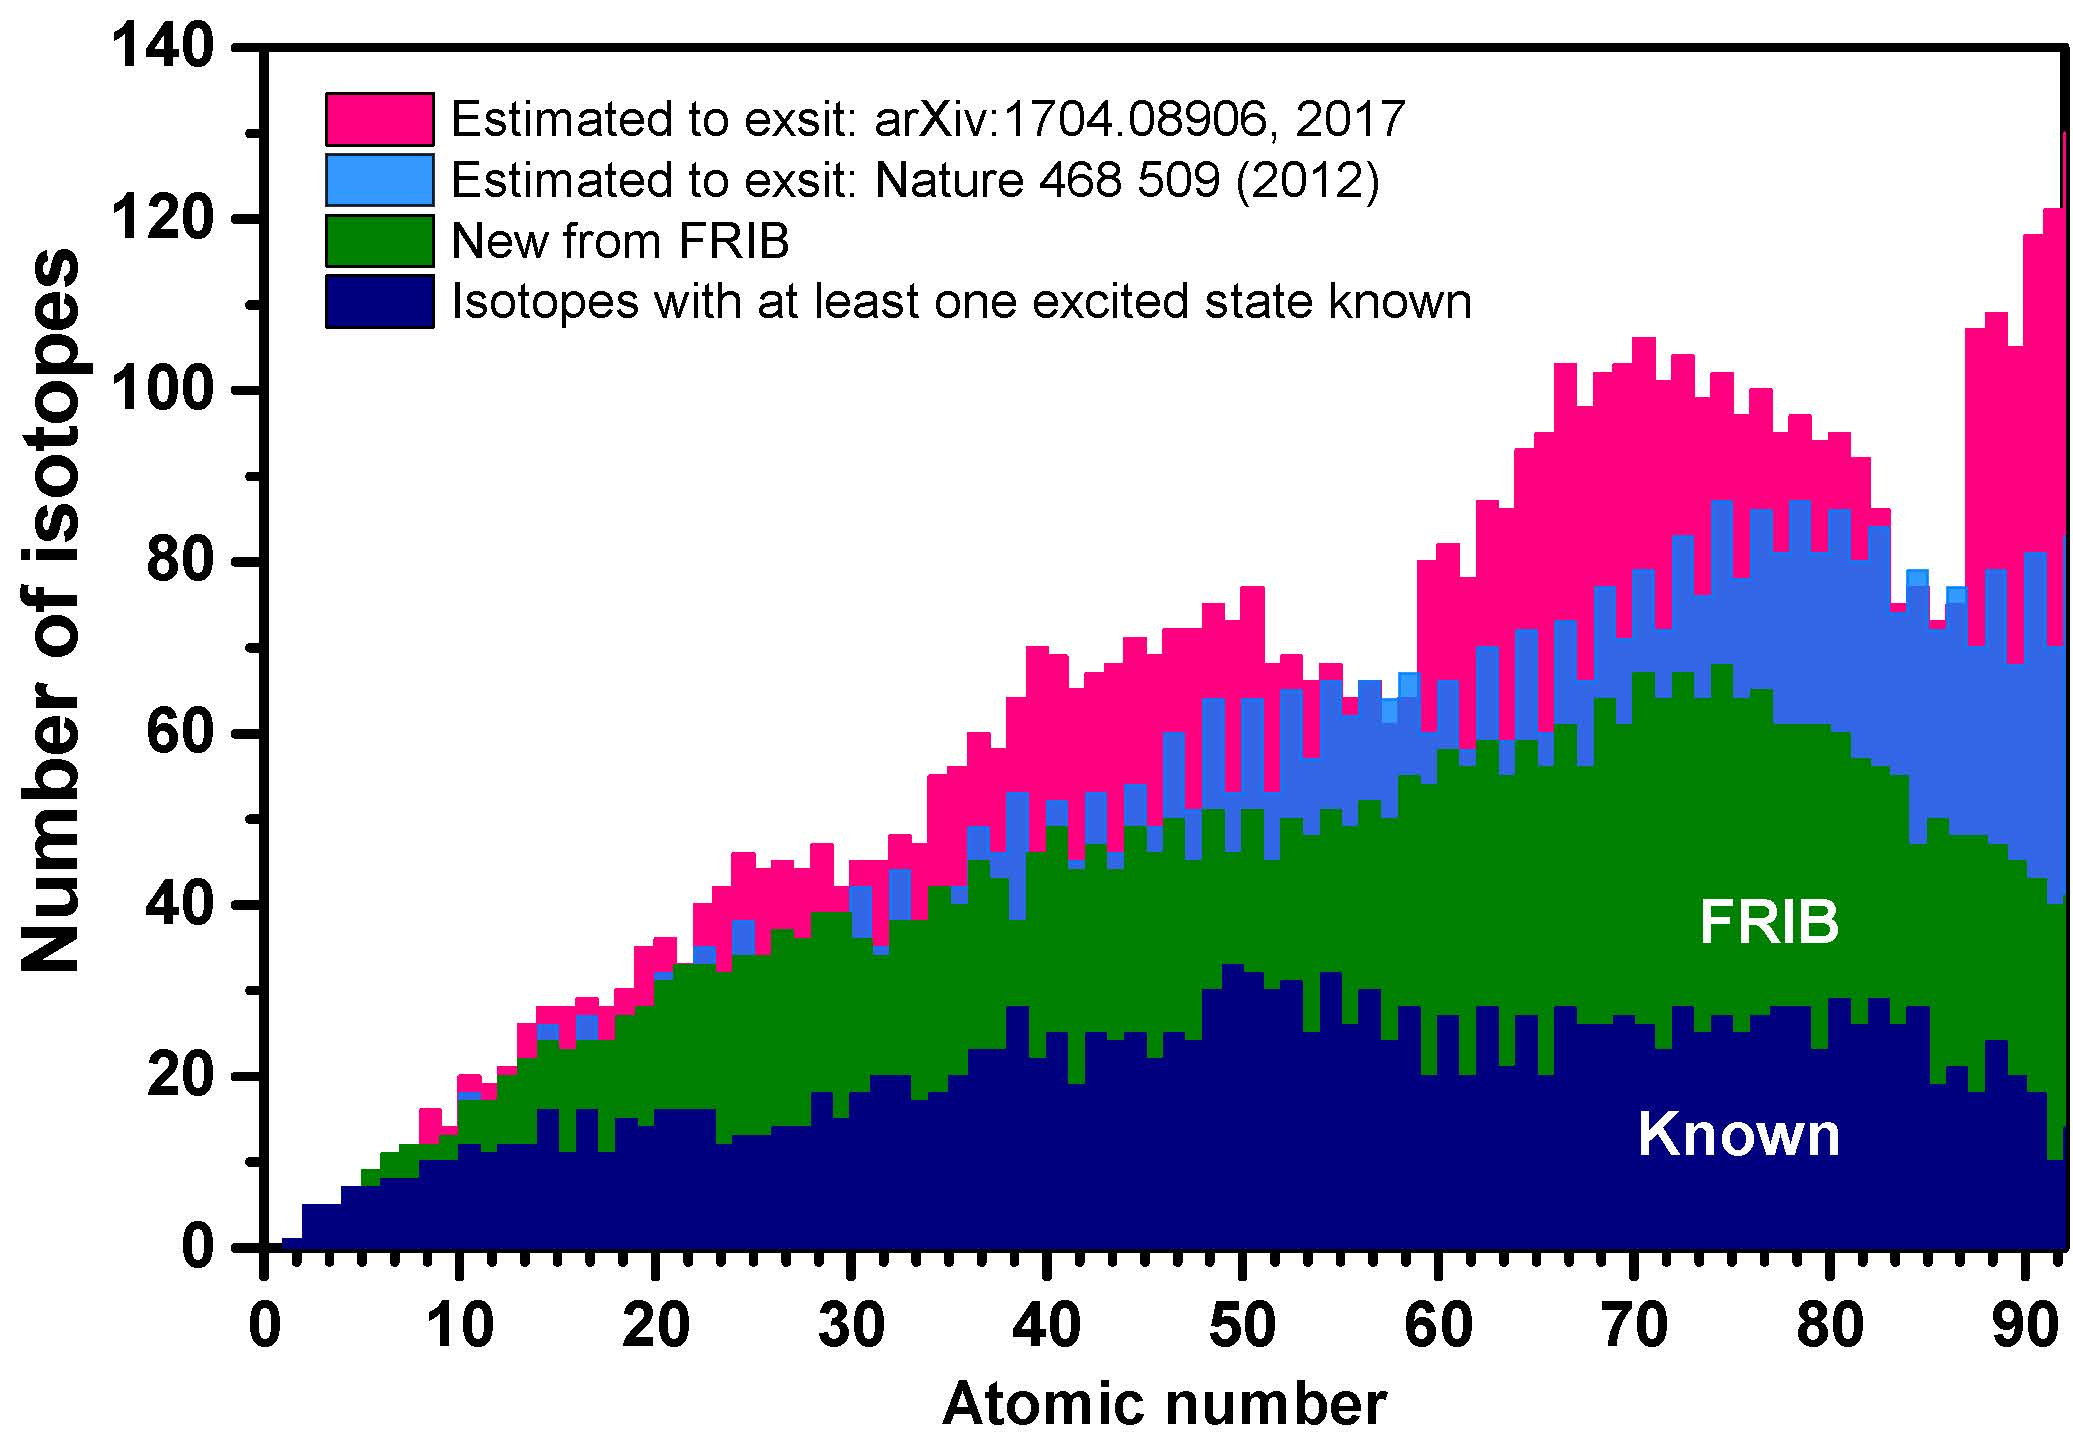 140
120
100
80
60
40
20
0
Number of isotopes
Estimated to exsit: arXiv:1704.08906, 2017
Estimated to exsit: Nature 468 509 (2012)
New from FRIB
Isotopes with at least one excited state known
FRIB
Known
0 10 20 30 40 50 60 70 80 90
Atomic number